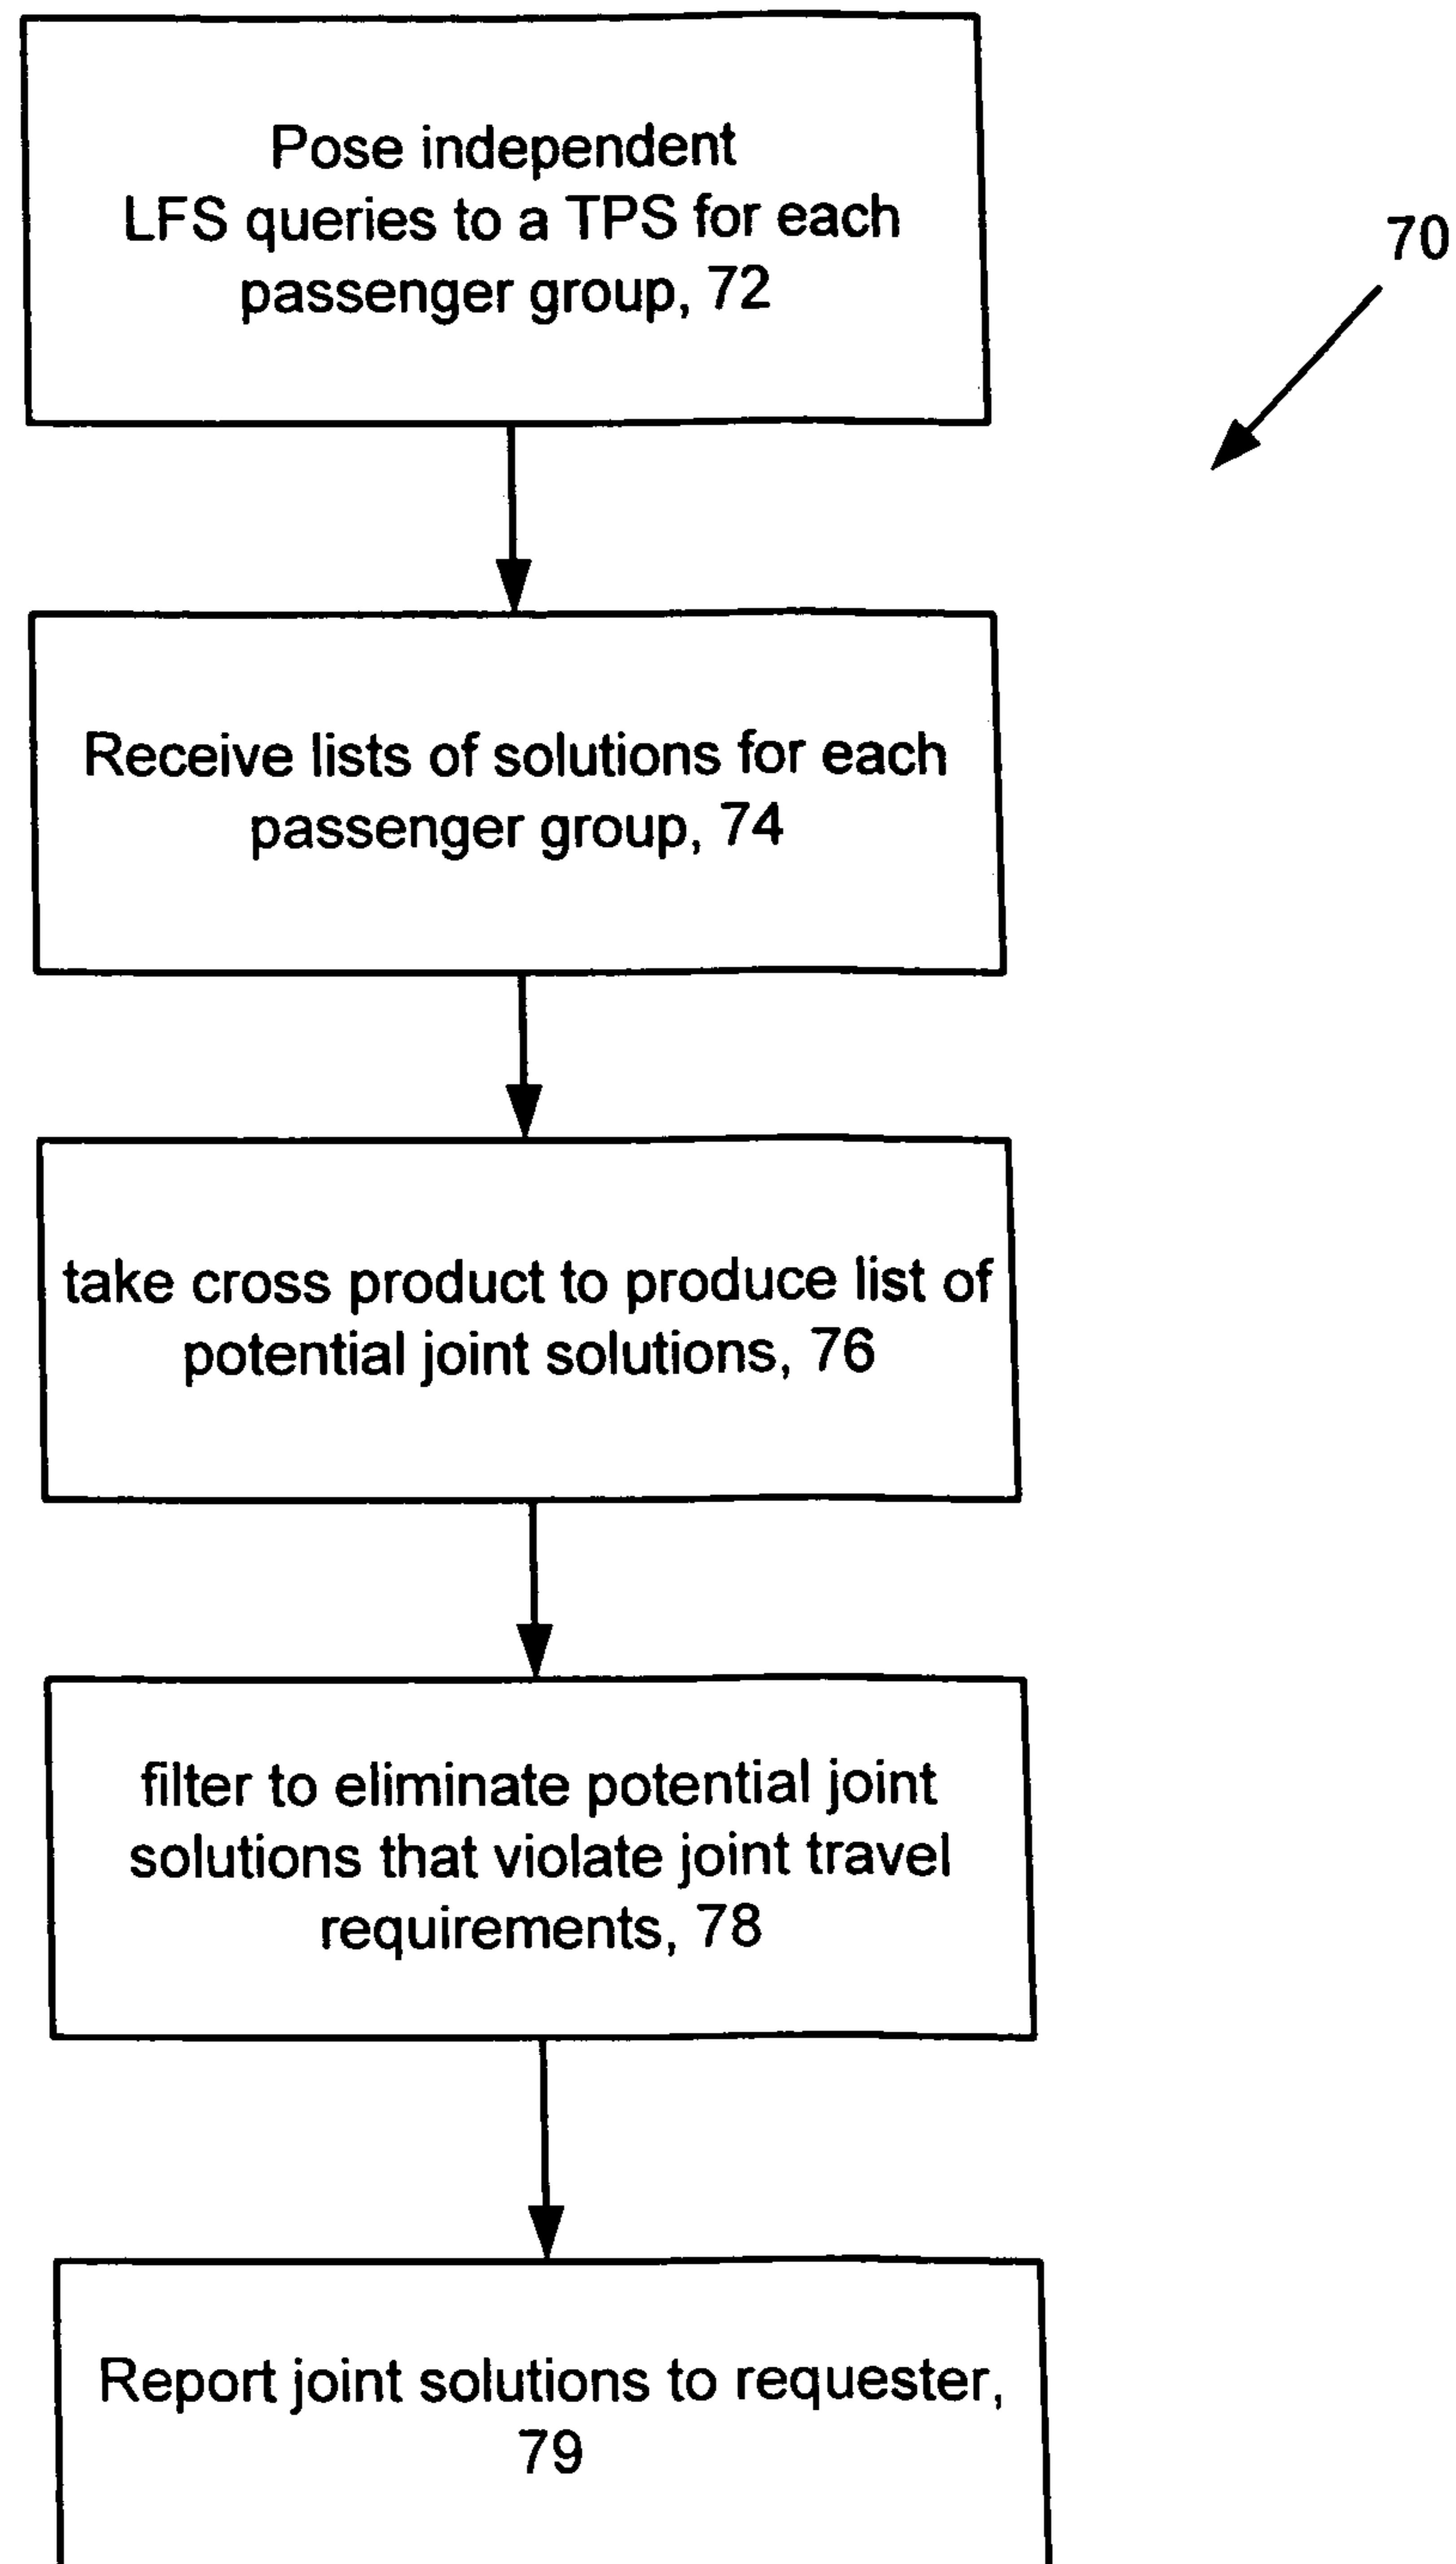 Pose independent
LFS queries to a TPS for each
passenger group, 72
70
Receive lists of solutions for each
passenger group, 74
take cross product to produce list of
potential joint solutions, 76
filter to eliminate potential joint
solutions that violate joint travel
requirements, 78
Report joint solutions to requester,
79